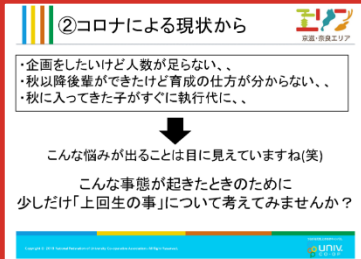 ②コロナによる現状から
エリア
京滋・奈良エリア
・企画をしたいけど人数が足らない、、
・秋以降後輩ができたけど育成の仕方が分からない、、
・秋に入ってきた子がすぐに執行代に、、
こんな悩みが出ることは目に見えていますね(笑)
こんな事態が起きたときのために
少しだけ「上回生の事」について考えてみませんか？
UNIV.
CO-OP